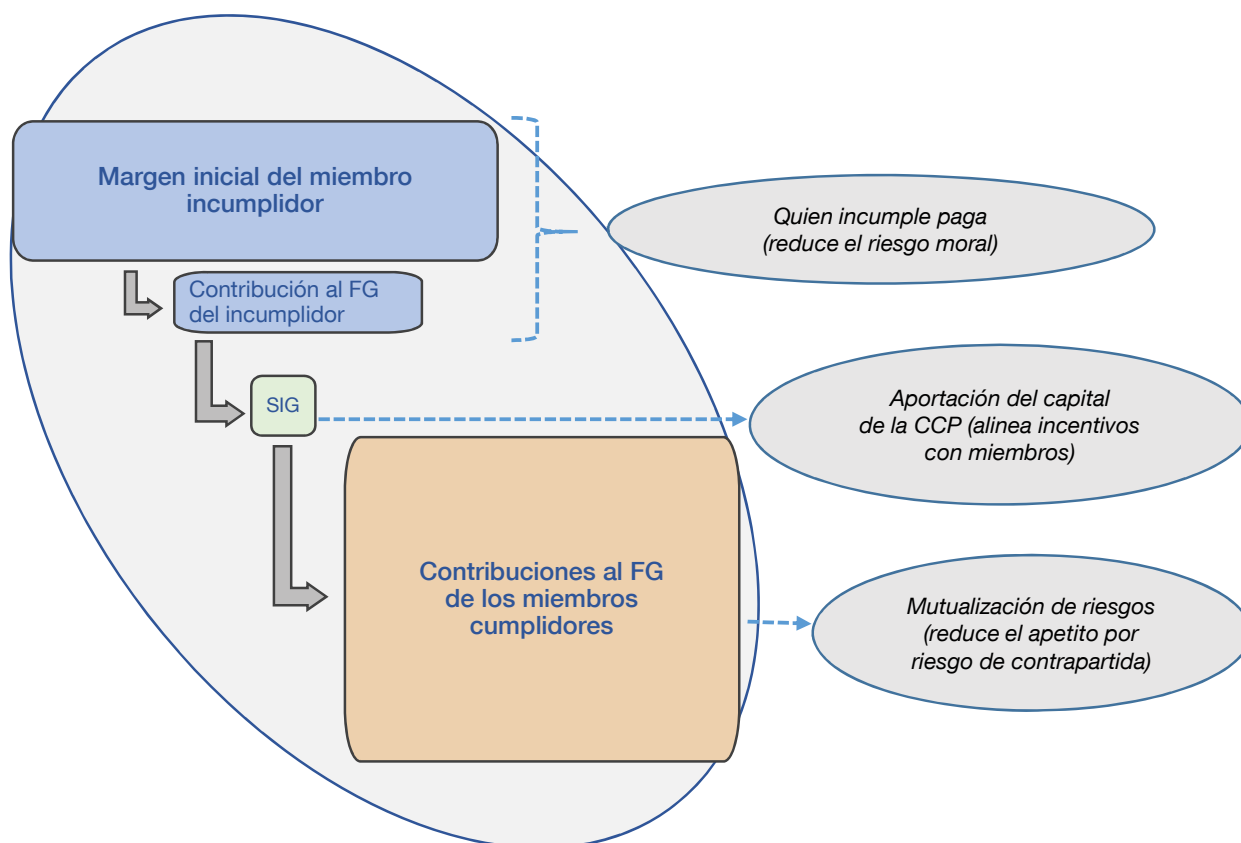 Margen inicial del miembro
incumplidor
Quien incumple paga
(reduce el riesgo moral)
Contribución al FG
del incumplidor
SIG
Aportación del capital
de la CCP (alinea incentivos
con miembros)
Contribuciones al FG
de los miembros
cumplidores
Mutualización de riesgos
(reduce el apetito por
riesgo de contrapartida)